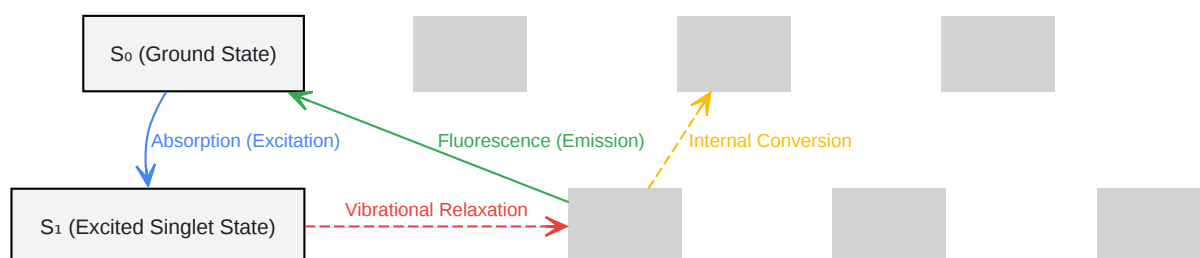 S₀ (Ground State)
Absorption (Excitation)
Fluorescence (Emission)
Internal Conversion
Vibrational Relaxation
S₁ (Excited Singlet State)